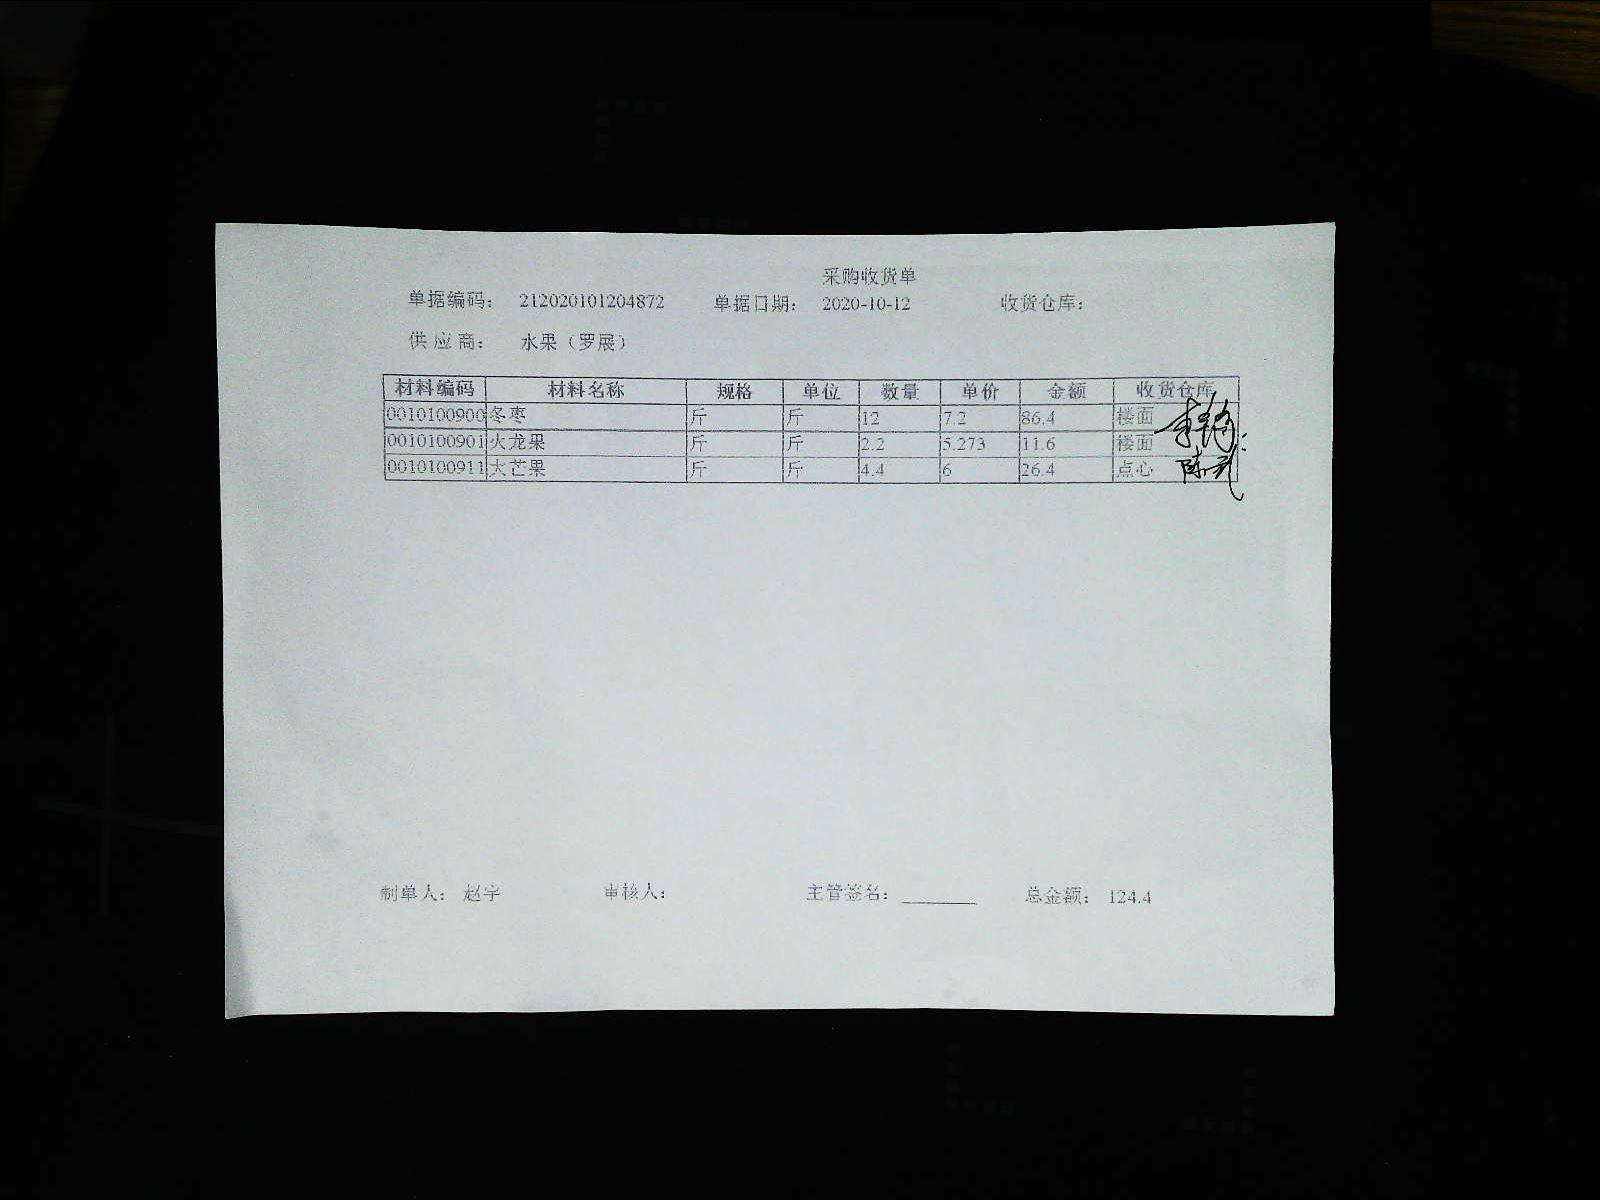 采购收货单
单据编码： 212020101204872 单据日期： 2020-10-12 收货仓库：
供应商： 水果（罗展）
材料编码 材料名称 规格 单位 数量 单价 金额 收货仓库
0010100900 冬枣 斤 斤 12 7.2 86.4 楼面
0010100901 火龙果 斤 斤 2.2 5.273 11.6 楼面
0010100911 大芒果 斤 斤 4.4 6 26.4 点心
制单人： 赵宇 审核人： 主管签名： 总金额： 124.4